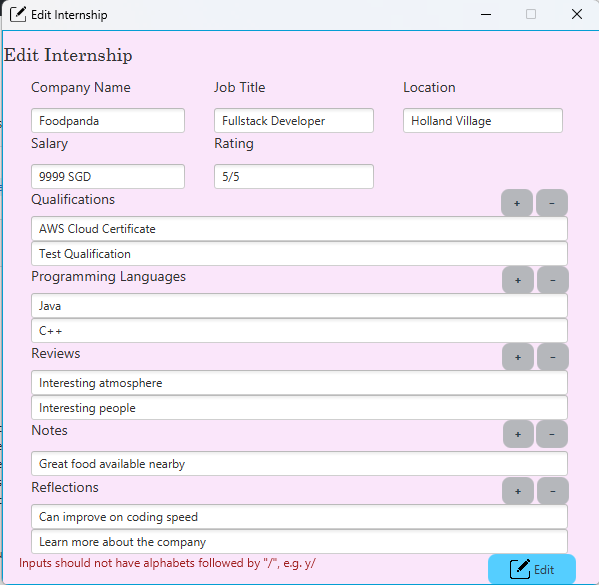 Edit Internship
Edit Internship
Company Name Job Title Location
Foodpanda Fullstack Developer Holland Village
Salary Rating
9999 SGD 5/5
Qualifications + -
AWS Cloud Certificate
Test Qualification
Programming Languages + -
Java
C++
Reviews + -
Interesting atmosphere
Interesting people
Notes + -
Great food available nearby
Reflections + -
Can improve on coding speed
Learn more about the company
Inputs should not have alphabets followed by "/", e.g. y/
Edit